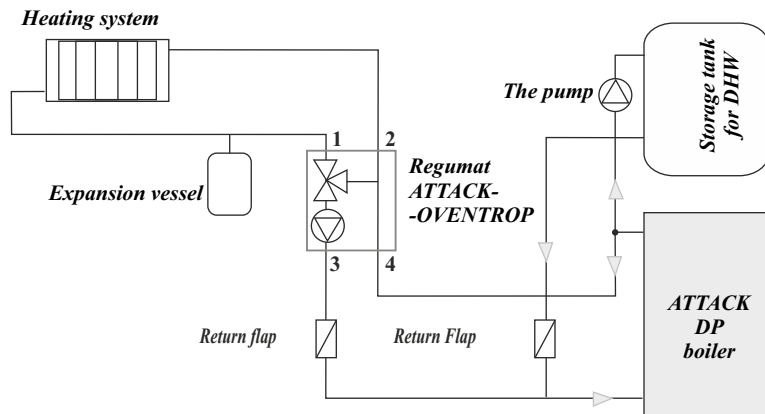 Heating system
The pump
Storage tank
for DHW
1
2
Expansion vessel
Regumat
ATTACK-
-OVENTROP
3
4
Return flap
Return Flap
ATTACK
DP
boiler